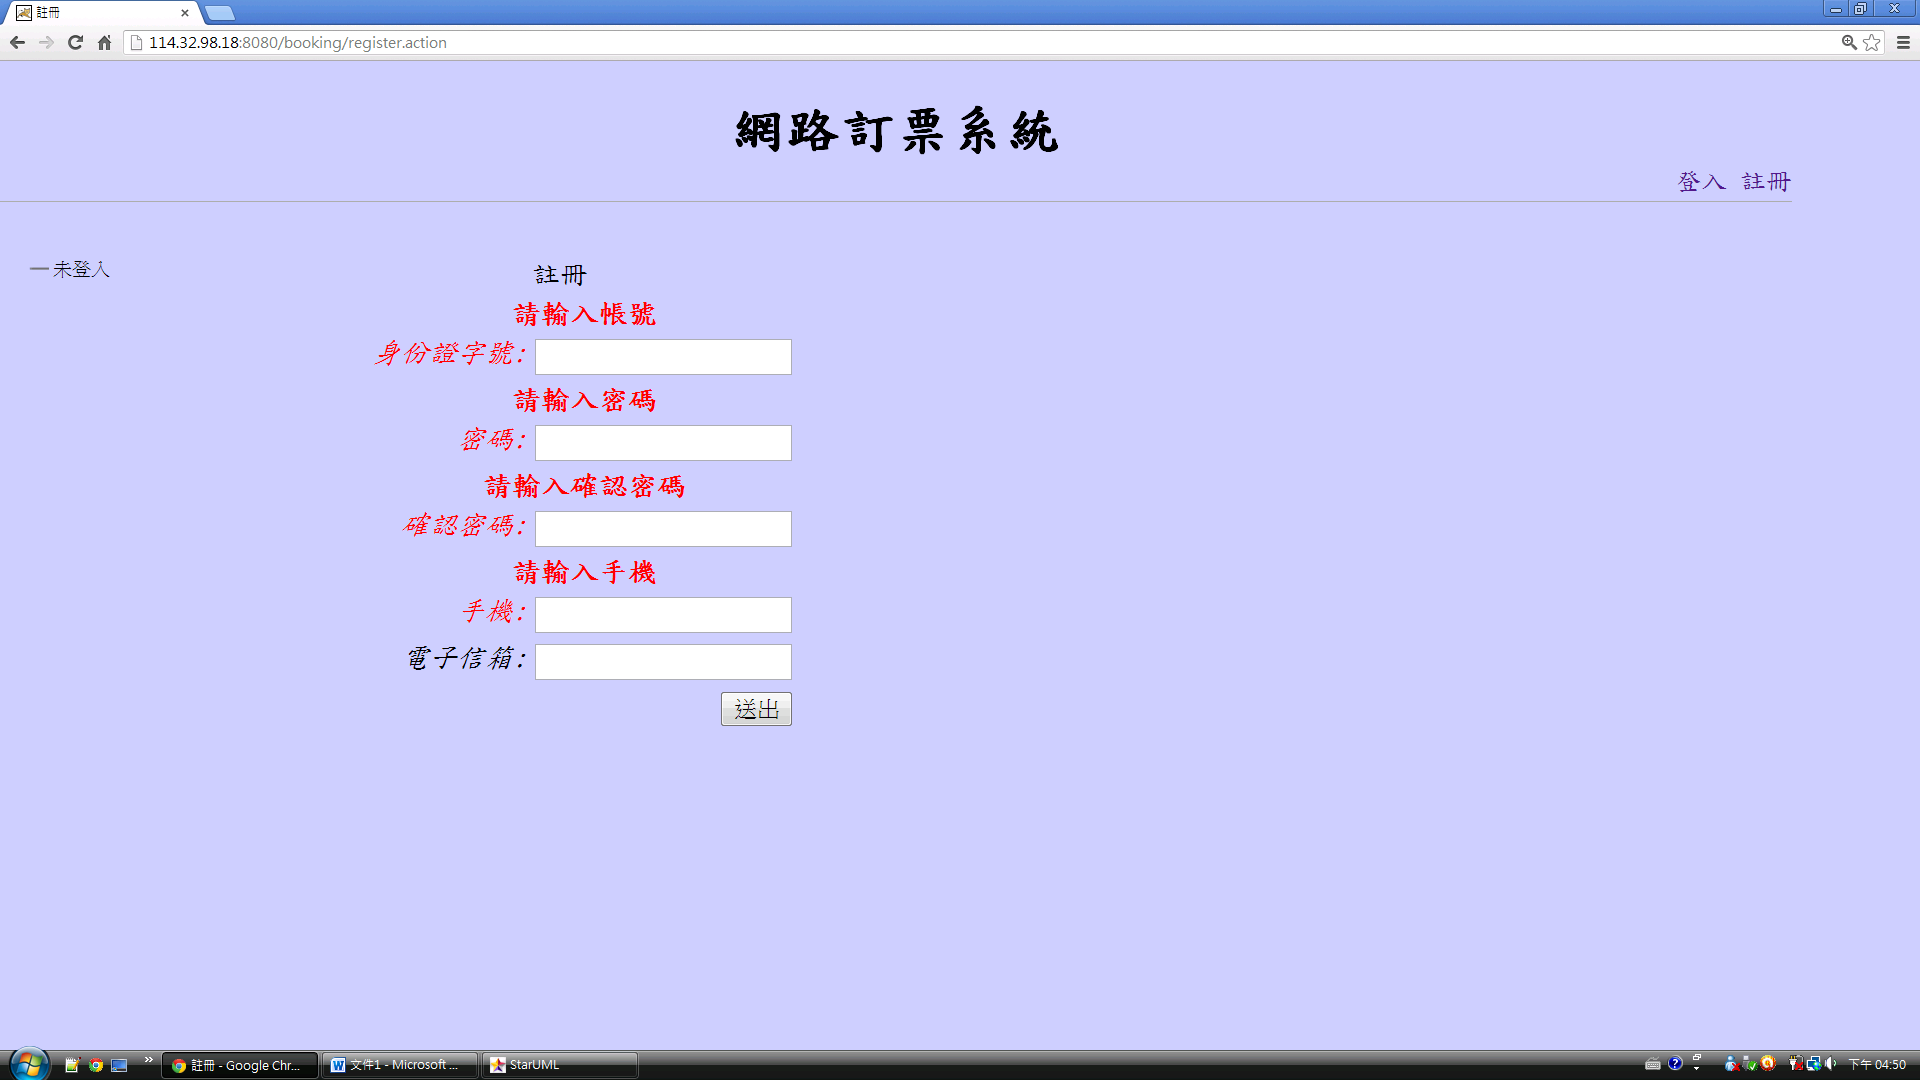 註冊
114.32.98.18:8080/booking/register.action
網路訂票系統
登入 註冊
未登入
註冊
請輸入帳號
身份證字號:
請輸入密碼
密碼:
請輸入確認密碼
確認密碼:
請輸入手機
手機:
電子信箱:
送出
註冊 - Google Chr...
文件1 - Microsoft ...
StarUML
下午 04:50